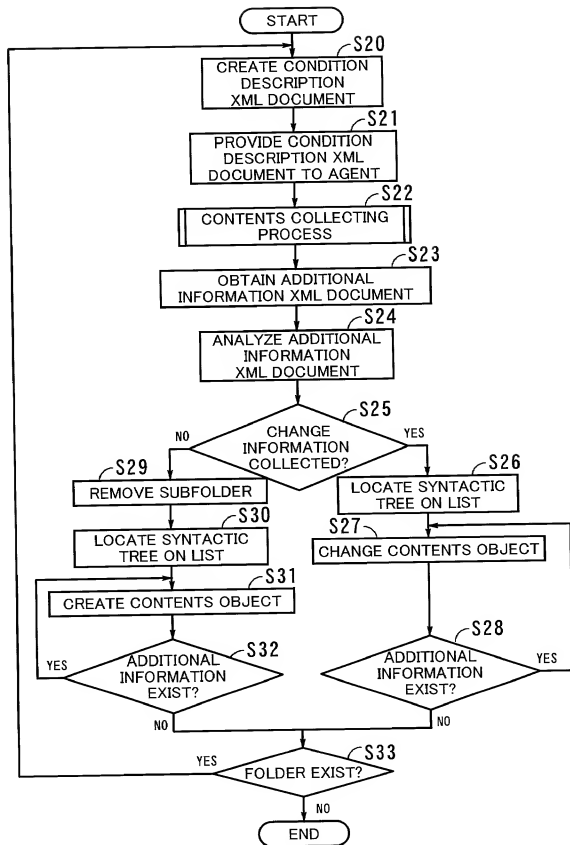 START
S20
CREATE CONDITION
DESCRIPTION
XML DOCUMENT
S21
PROVIDE CONDITION
DESCRIPTION XML
DOCUMENT TO AGENT
S22
CONTENTS COLLECTING
PROCESS
S23
OBTAIN ADDITIONAL
INFORMATION XML DOCUMENT
S24
ANALYZE ADDITIONAL
INFORMATION
XML DOCUMENT
S25
NO
YES
CHANGE
INFORMATION
COLLECTED?
S29
REMOVE SUBFOLDER
S30
LOCATE SYNTACTIC
TREE ON LIST
S31
CREATE CONTENTS OBJECT
S32
YES
ADDITIONAL
INFORMATION
EXIST?
NO
S26
LOCATE SYNTACTIC
TREE ON LIST
S27
CHANGE CONTENTS OBJECT
S28
ADDITIONAL
INFORMATION
EXIST?
YES
NO
S33
YES
FOLDER EXIST?
NO
END